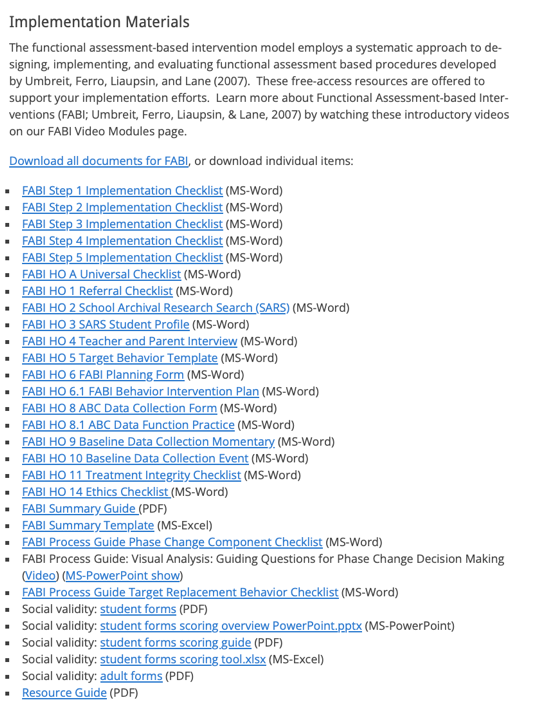 Implementation Materials
The functional assessment-based intervention model employs a systematic approach to de-
signing, implementing, and evaluating functional assessment based procedures developed
by Umbreit, Ferro, Liaupsin, and Lane (2007).  These free-access resources are offered to
support your implementation efforts.  Learn more about Functional Assessment-based Inter-
ventions (FABI; Umbreit, Ferro, Liaupsin, & Lane, 2007) by watching these introductory videos
on our FABI Video Modules page.
Download all documents for FABI, or download individual items:
▪ FABI Step 1 Implementation Checklist (MS-Word)
▪ FABI Step 2 Implementation Checklist (MS-Word)
▪ FABI Step 3 Implementation Checklist (MS-Word)
▪ FABI Step 4 Implementation Checklist (MS-Word)
▪ FABI Step 5 Implementation Checklist (MS-Word)
▪ FABI HO A Universal Checklist (MS-Word)
▪ FABI HO 1 Referral Checklist (MS-Word)
▪ FABI HO 2 School Archival Research Search (SARS) (MS-Word)
▪ FABI HO 3 SARS Student Profile (MS-Word)
▪ FABI HO 4 Teacher and Parent Interview (MS-Word)
▪ FABI HO 5 Target Behavior Template (MS-Word)
▪ FABI HO 6 FABI Planning Form (MS-Word)
▪ FABI HO 6.1 FABI Behavior Intervention Plan (MS-Word)
▪ FABI HO 8 ABC Data Collection Form (MS-Word)
▪ FABI HO 8.1 ABC Data Function Practice (MS-Word)
▪ FABI HO 9 Baseline Data Collection Momentary (MS-Word)
▪ FABI HO 10 Baseline Data Collection Event (MS-Word)
▪ FABI HO 11 Treatment Integrity Checklist (MS-Word)
▪ FABI HO 14 Ethics Checklist (MS-Word)
▪ FABI Summary Guide (PDF)
▪ FABI Summary Template (MS-Excel)
▪ FABI Process Guide Phase Change Component Checklist (MS-Word)
▪ FABI Process Guide: Visual Analysis: Guiding Questions for Phase Change Decision Making
(Video) (MS-PowerPoint show)
▪ FABI Process Guide Target Replacement Behavior Checklist (MS-Word)
▪ Social validity: student forms (PDF)
▪ Social validity: student forms scoring overview PowerPoint.pptx (MS-PowerPoint)
▪ Social validity: student forms scoring guide (PDF)
▪ Social validity: student forms scoring tool.xlsx (MS-Excel)
▪ Social validity: adult forms (PDF)
▪ Resource Guide (PDF)